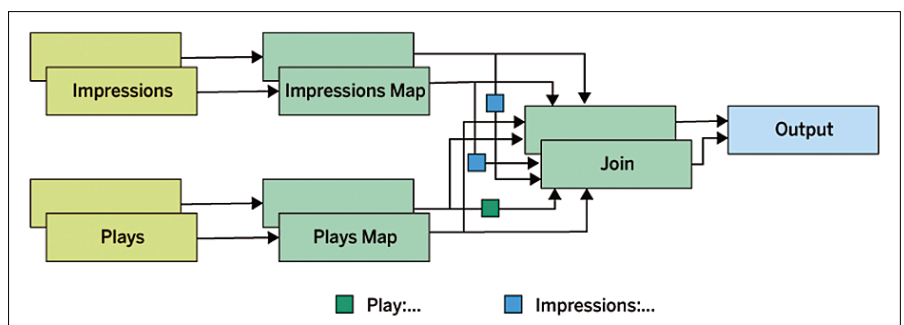 Impressions
Impressions Map
Join
Output
Plays
Plays Map
Play:...
Impressions:...